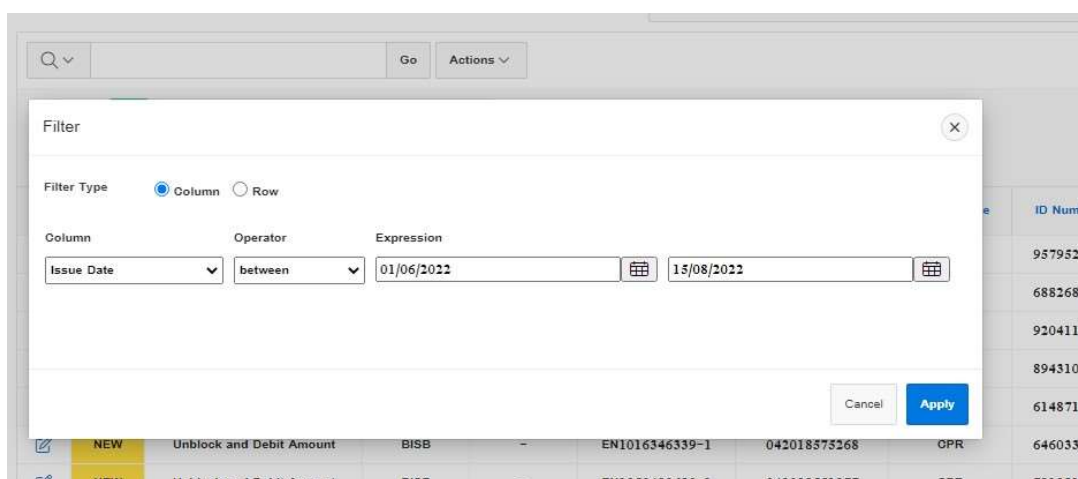 Go Actions
Filter
Filter Type Column Row
ID Num
Column Operator Expression
Issue Date between 01/06/2022 15/08/2022
957952
688268
920411
894310
Cancel Apply
614871
NEW Unblock and Debit Amount BISB - EN1016346339-1 042018575268 CPR 646033